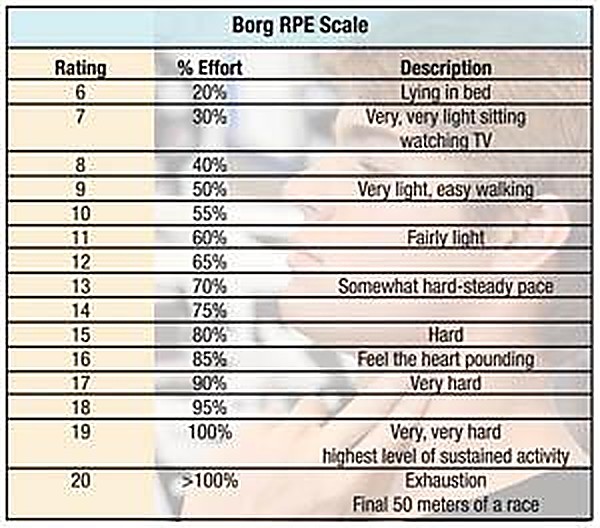 Borg RPE Scale
Rating % Effort Description
6 20% Lying in bed
7 30% Very, very light sitting
watching TV
8 40%
9 50% Very light, easy walking
10 55%
11 60% Fairly light
12 65%
13 70% Somewhat hard-steady pace
14 75%
15 80% Hard
16 85% Feel the heart pounding
17 90% Very hard
18 95%
19 100% Very, very hard
highest level of sustained activity
20 >100% Exhaustion
Final 50 meters of a race